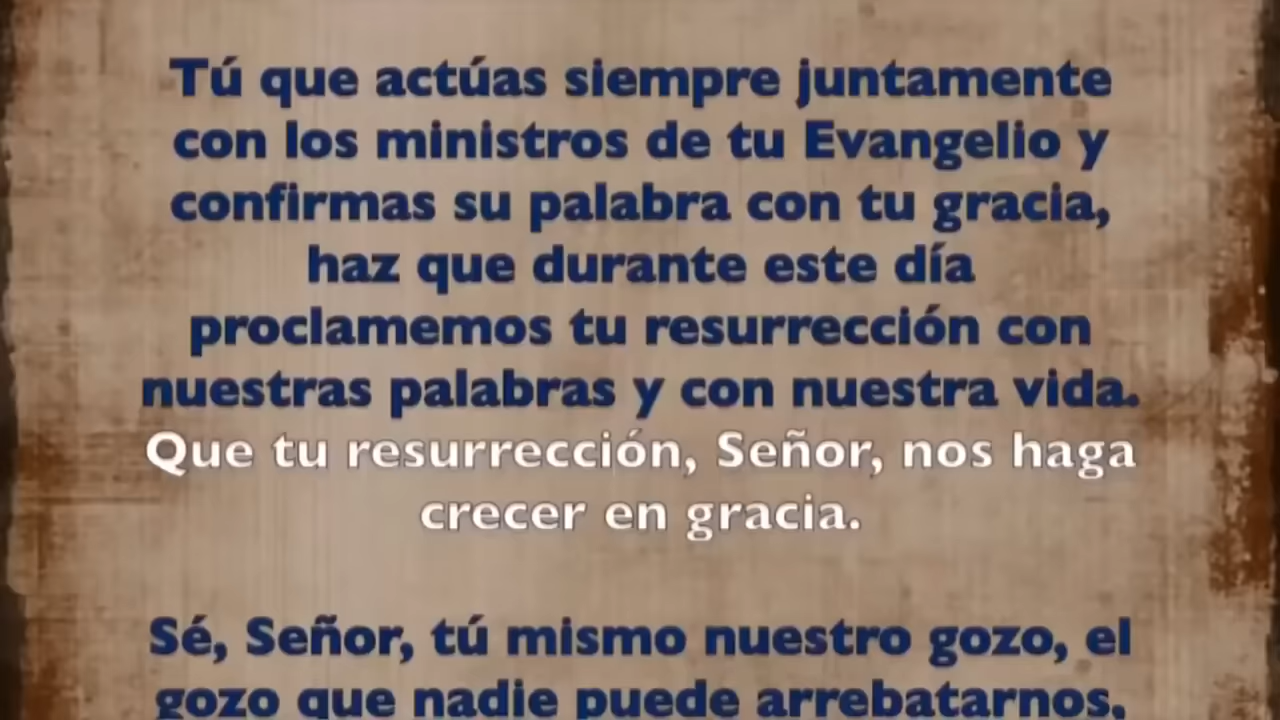 Tú que actúas siempre juntamente
con los ministros de tu Evangelio y
confirmas su palabra con tu gracia,
haz que durante este día
proclamemos tu resurrección con
nuestras palabras y con nuestra vida.
Que tu resurrección, Señor, nos haga
crecer en gracia.
Sé, Señor, tú mismo nuestro gozo, el
gozo que nadie puede arrebatarnos,